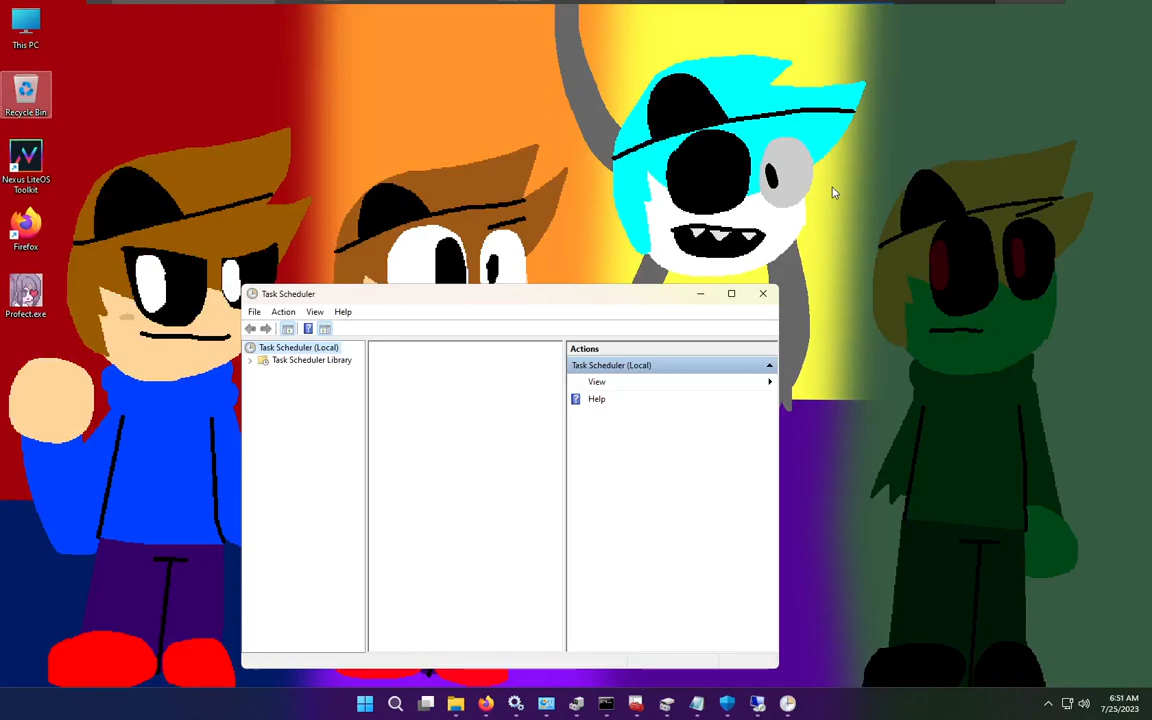 This PC
Recycle Bin
Nexus LiteOS
Toolkit
Firefox
Profect.exe
Task Scheduler
File Action View Help
Task Scheduler (Local)
Task Scheduler Library
Actions
Task Scheduler (Local)
View
Help
6:51 AM
7/25/2023